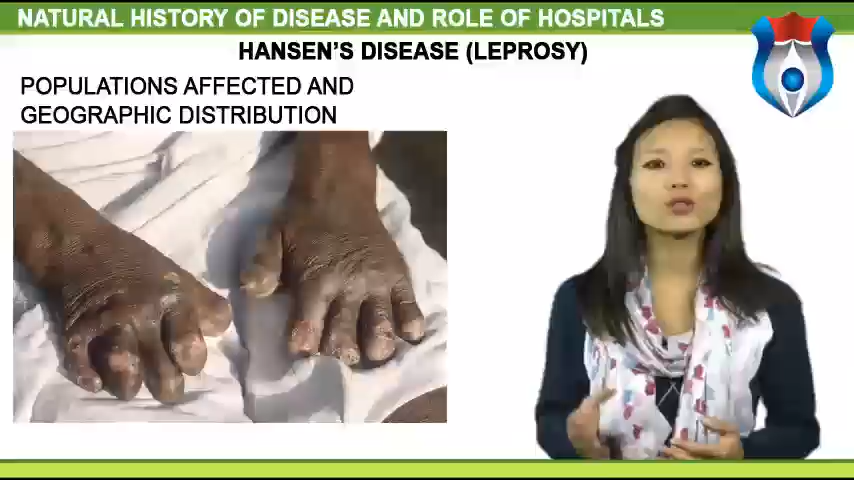 NATURAL HISTORY OF DISEASE AND ROLE OF HOSPITALS
HANSEN'S DISEASE (LEPROSY)
POPULATIONS AFFECTED AND
GEOGRAPHIC DISTRIBUTION